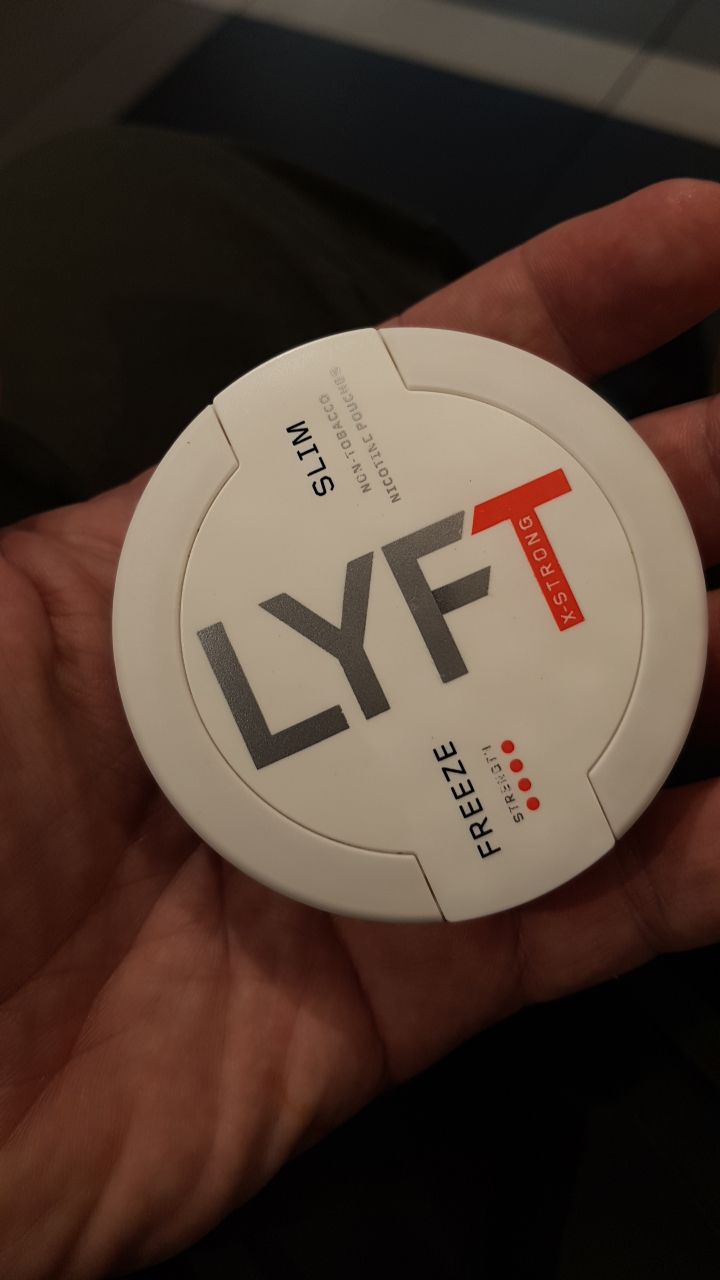 SLIM
NON-TOBACCO
NICOTINE POUCHES
LYFT
X-STRONG
FREEZE
STRENGTH